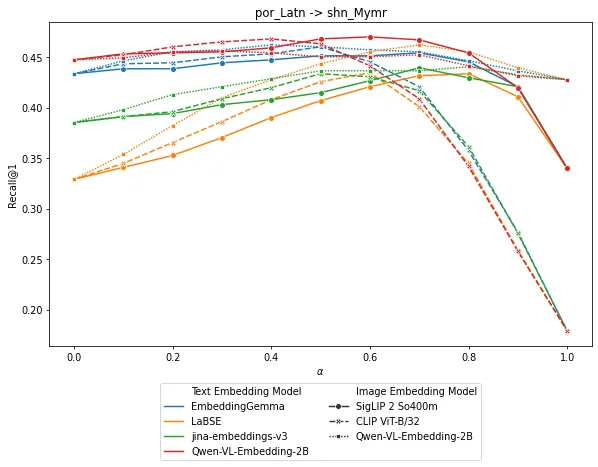 por_Latn -> shn_Mymr
Recall@1
0.45
0.40
0.35
0.30
0.25
0.20
0.0
0.2
0.4
0.6
0.8
1.0
α
Text Embedding Model
EmbeddingGemma
LaBSE
jina-embeddings-v3
Qwen-VL-Embedding-2B
Image Embedding Model
SigLIP 2 So400m
CLIP ViT-B/32
Qwen-VL-Embedding-2B